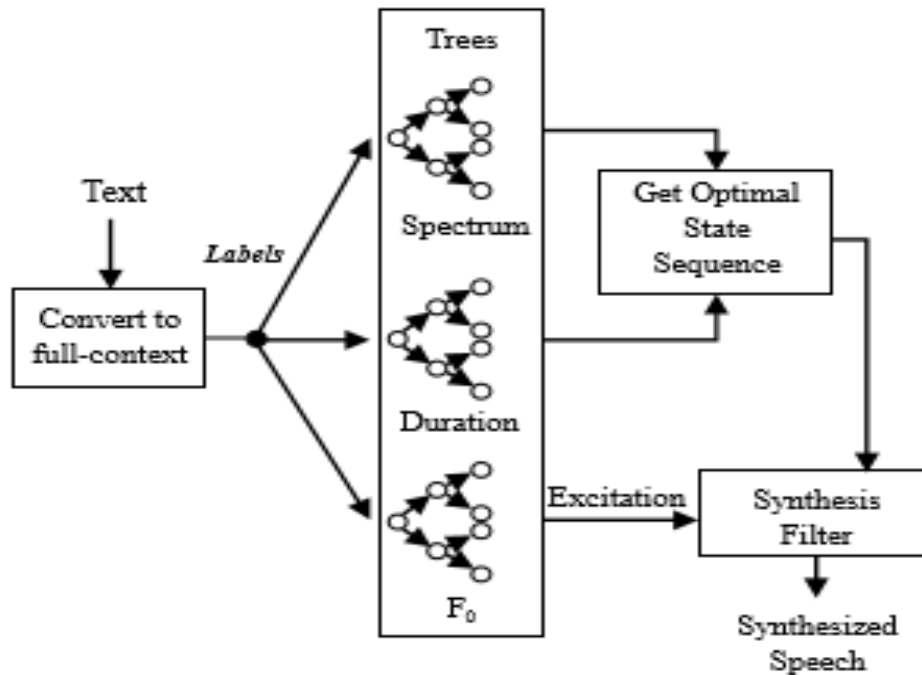 Trees
Spectrum
Text
Labels
Convert to
full-context
Duration
F₀
Get Optimal
State
Sequence
Excitation
Synthesis
Filter
Synthesized
Speech